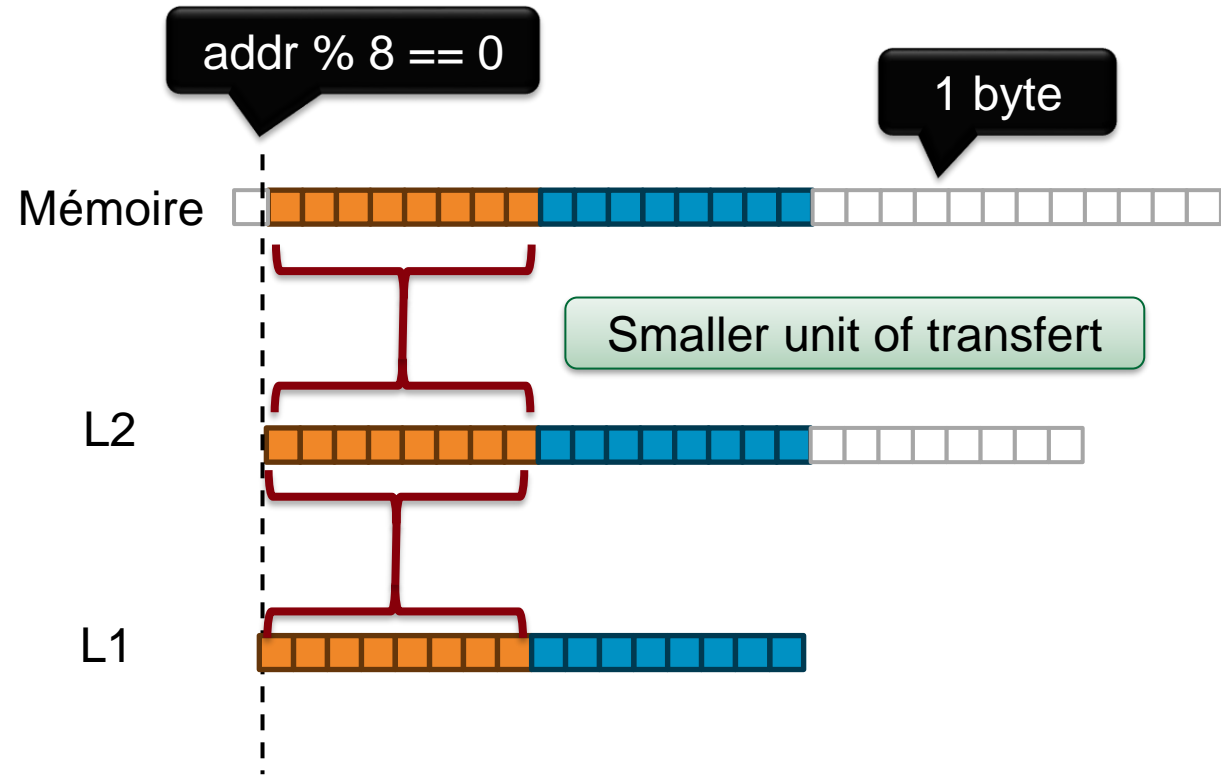 addr % 8 == 0
1 byte
Mémoire
Smaller unit of transfert
L2
L1